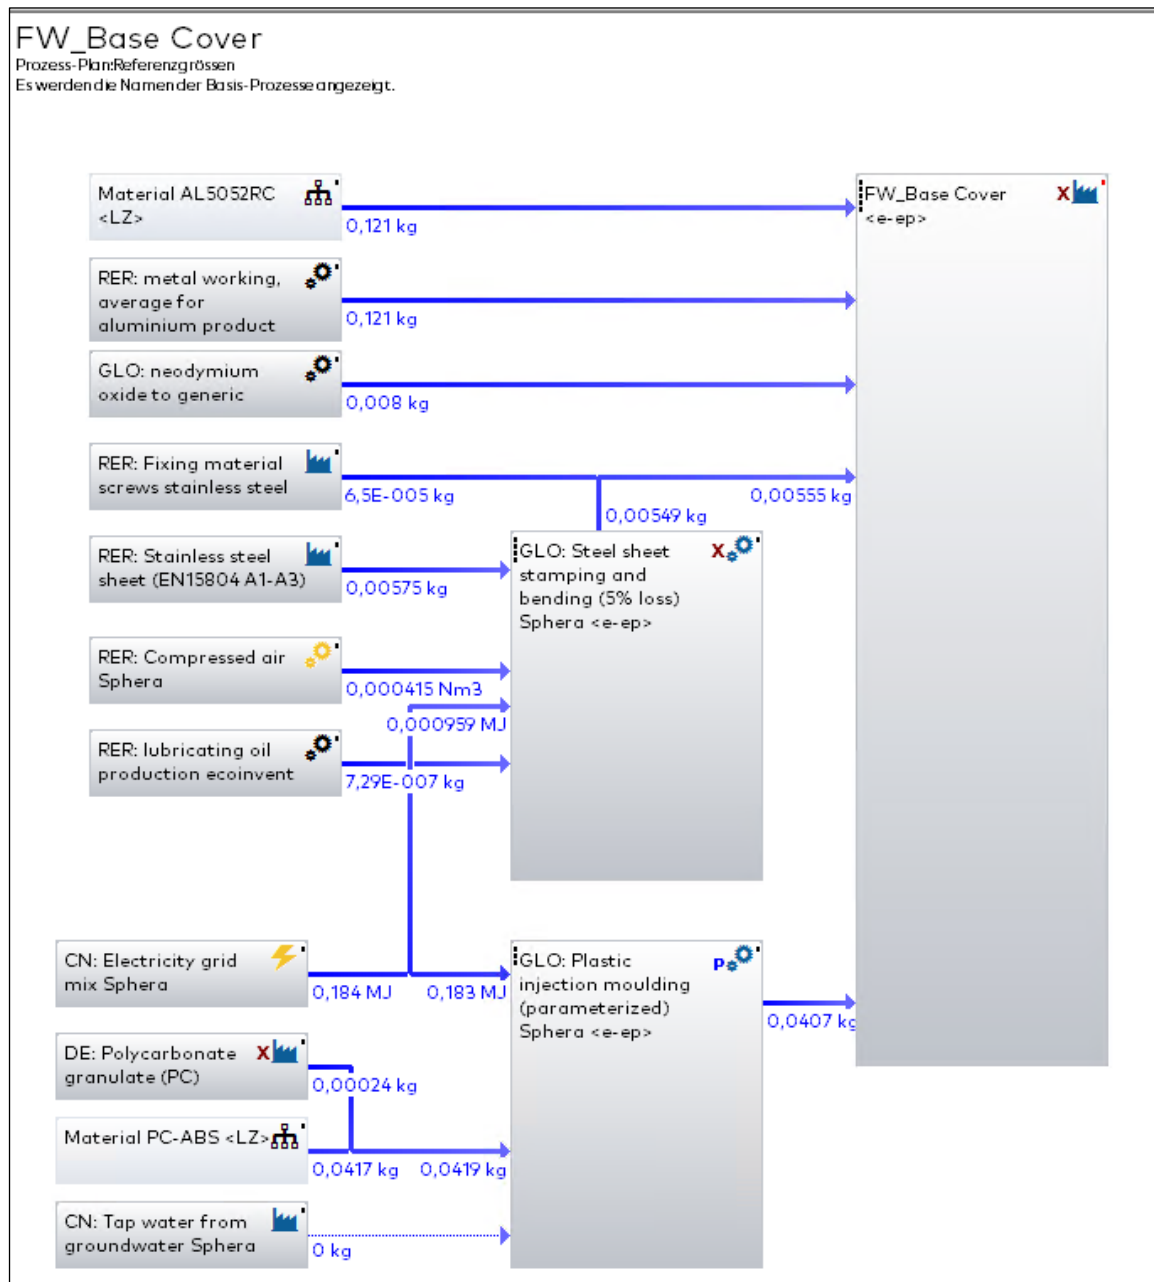 FW_Base Cover
Prozess-Plan:Referenzgrössen
Es werden die Namen der Basis-Prozesse angezeigt.
Material AL5052RC
<LZ>
0,121 kg
FW_Base Cover
<e-ep>
X
RER: metal working,
average for
aluminium product
0,121 kg
GLO: neodymium
oxide to generic
0,008 kg
RER: Fixing material
screws stainless steel
6,5E-005 kg
0,00555 kg
0,00549 kg
RER: Stainless steel
sheet (EN15804 A1-A3)
0,00575 kg
GLO: Steel sheet
stamping and
bending (5% loss)
Sphera <e-ep>
X
RER: Compressed air
Sphera
0,000415 Nm3
0,000959 MJ
RER: lubricating oil
production ecoinvent
7,29E-007 kg
CN: Electricity grid
mix Sphera
0,184 MJ
0,183 MJ
GLO: Plastic
injection moulding
(parameterized)
Sphera <e-ep>
p
0,0407 kg
DE: Polycarbonate
granulate (PC)
X
0,00024 kg
Material PC-ABS <LZ>
0,0417 kg
0,0419 kg
CN: Tap water from
groundwater Sphera
0 kg